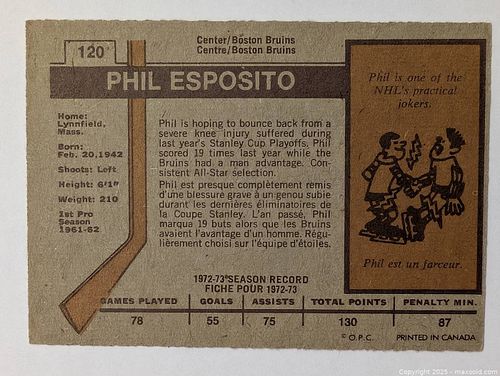 120
Center/Boston Bruins
Centre/Boston Bruins
PHIL ESPOSITO
Home:
Lynnfield,
Mass.
Born:
Feb. 20,1942
Shoots: Left
Height: 6'1"
Weight: 210
1st Pro
Season
1961-62
Phil is hoping to bounce back from a
severe knee injury suffered during
last year's Stanley Cup Playoffs. Phil
scored 19 times last year while the
Bruins had a man advantage. Con-
sistent All-Star selection.
Phil est presque complètement remis
d'une blessure grave à un genou subie
durant les dernières éliminatoires de
la Coupe Stanley. L'an passé, Phil
marqua 19 buts alors que les Bruins
avaient l'avantage d'un homme. Régu-
lièrement choisi sur l'équipe d'étoiles.
Phil is one of the
NHL's practical
jokers.
Phil est un farceur.
1972-73 SEASON RECORD
FICHE POUR 1972-73
GAMES PLAYED GOALS ASSISTS TOTAL POINTS PENALTY MIN.
78 55 75 130 87
© O.P.C. PRINTED IN CANADA
Copyright 2025 - maxsold.com